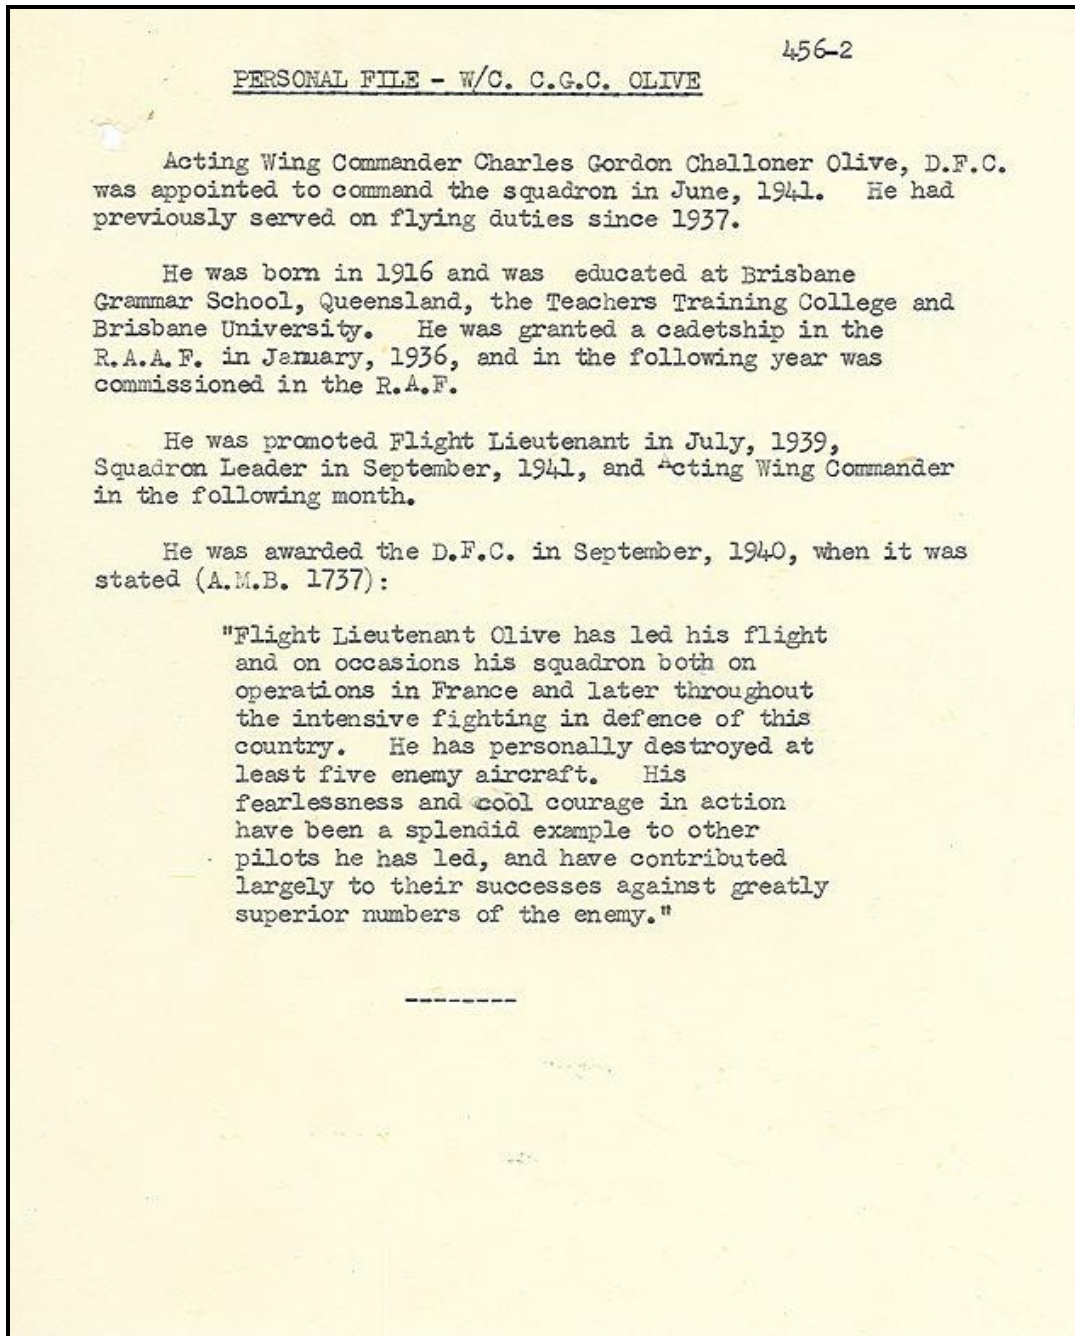 456-2
PERSONAL FILE - W/C. C.G.C. OLIVE
Acting Wing Commander Charles Gordon Challoner Olive, D.F.C.
was appointed to command the squadron in June, 1941. He had
previously served on flying duties since 1937.
He was born in 1916 and was educated at Brisbane
Grammar School, Queensland, the Teachers Training College and
Brisbane University. He was granted a cadetship in the
R.A.A.F. in January, 1936, and in the following year was
commissioned in the R.A.F.
He was promoted Flight Lieutenant in July, 1939,
Squadron Leader in September, 1941, and Acting Wing Commander
in the following month.
He was awarded the D.F.C. in September, 1940, when it was
stated (A.M.B. 1737):
"Flight Lieutenant Olive has led his flight
and on occasions his squadron both on
operations in France and later throughout
the intensive fighting in defence of this
country. He has personally destroyed at
least five enemy aircraft. His
fearlessness and cool courage in action
have been a splendid example to other
pilots he has led, and have contributed
largely to their successes against greatly
superior numbers of the enemy."
--------